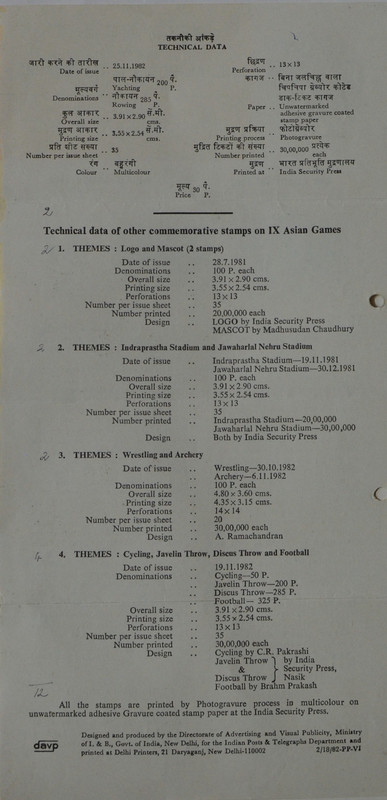 तकनीकी आंकड़े
TECHNICAL DATA
जारी करने की तारीख .. 25.11.1982
Date of issue
छिद्रण .. 13 x 13
Perforation
मूल्यवर्ग .. पाल-नौकायन 200 पै.
Denominations Yachting P.
नौकायन 285 पै.
Rowing P.
कागज .. बिना जलचिह्न वाला
चिपचिपा ग्रेव्योर कोटेड
डाक-टिकट कागज
Paper .. Unwatermarked
adhesive gravure coated
stamp paper
कुल आकार .. 3.91 x 2.90 सें.मी.
Overall size cms.
मुद्रण आकार .. 3.55 x 2.54 सें.मी.
Printing size cms.
मुद्रण प्रक्रिया .. फोटोग्रेव्योर
Printing process Photogravure
प्रति शीट संख्या .. 35
Number per issue sheet
मुद्रित टिकटों की संख्या .. 30,00,000 प्रत्येक
Number printed each
रंग .. बहुरंगी
Colour Multicolour
मुद्रण .. भारत प्रतिभूति मुद्रणालय
Printed at India Security Press
मूल्य 30 पै.
Price P.
2
Technical data of other commemorative stamps on IX Asian Games
2 1. THEMES : Logo and Mascot (2 stamps)
Date of issue .. 28.7.1981
Denominations .. 100 P. each
Overall size .. 3.91 x 2.90 cms.
Printing size .. 3.55 x 2.54 cms.
Perforations .. 13 x 13
Number per issue sheet .. 35
Number printed .. 20,00,000 each
Design .. LOGO by India Security Press
MASCOT by Madhusudan Chaudhury
2 2. THEMES : Indraprastha Stadium and Jawaharlal Nehru Stadium
Date of issue .. Indraprastha Stadium—19.11.1981
Jawaharlal Nehru Stadium—30.12.1981
Denominations .. 100 P. each
Overall size .. 3.91 x 2.90 cms.
Printing size .. 3.55 x 2.54 cms.
Perforations .. 13 x 13
Number per issue sheet .. 35
Number printed .. Indraprastha Stadium—20,00,000
Jawaharlal Nehru Stadium—30,00,000
Design .. Both by India Security Press
2 3. THEMES : Wrestling and Archery
Date of issue .. Wrestling—30.10.1982
.. Archery—6.11.1982
Denominations .. 100 P. each
Overall size .. 4.80 x 3.60 cms.
Printing size .. 4.35 x 3.15 cms.
Perforations .. 14 x 14
Number per issue sheet .. 20
Number printed .. 30,00,000 each
Design .. A. Ramachandran
4 4. THEMES : Cycling, Javelin Throw, Discus Throw and Football
Date of issue .. 19.11.1982
Denominations .. Cycling—50 P.
.. Javelin Throw—200 P.
.. Discus Throw—285 P.
.. Football— 325 P.
Overall size .. 3.91 x 2.90 cms.
Printing size .. 3.55 x 2.54 cms.
Perforations .. 13 x 13
Number per issue sheet .. 35
Number printed .. 30,00,000 each
Design .. Cycling by C.R. Pakrashi
Javelin Throw } by India
& } Security Press,
Discus Throw } Nasik
Football by Brahm Prakash
12
All the stamps are printed by Photogravure process in multicolour on
unwatermarked adhesive Gravure coated stamp paper at the India Security Press.
davp
Designed and produced by the Directorate of Advertising and Visual Publicity, Ministry
of I. & B., Govt. of India, New Delhi, for the Indian Posts & Telegraphs Department and
printed at Delhi Printers, 21 Daryaganj, New Delhi-110002 2/18/82-PP-VI